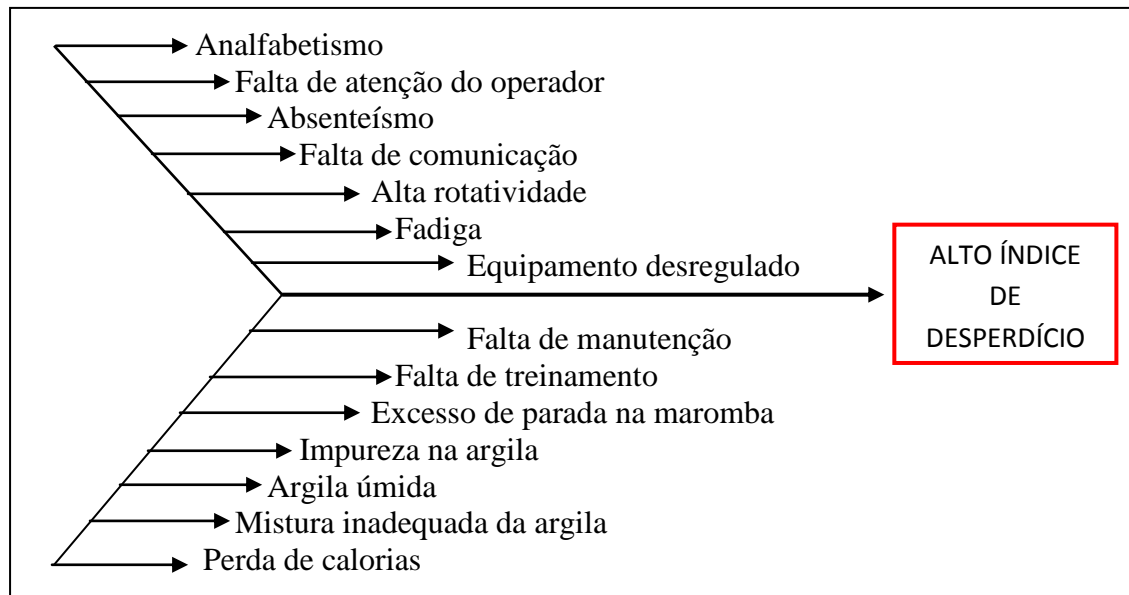 Analfabetismo
Falta de atenção do operador
Absenteísmo
Falta de comunicação
Alta rotatividade
Fadiga
Equipamento desregulado
ALTO ÍNDICE
DE
DESPERDÍCIO
Falta de manutenção
Falta de treinamento
Excesso de parada na maromba
Impureza na argila
Argila úmida
Mistura inadequada da argila
Perda de calorias